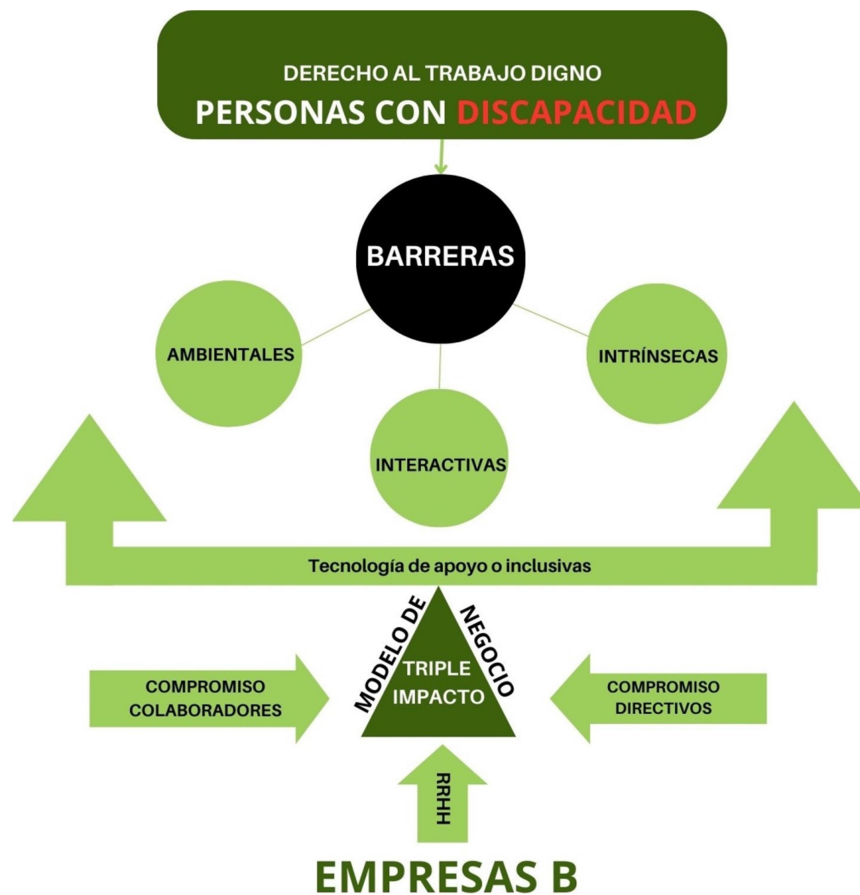 DERECHO AL TRABAJO DIGNO
PERSONAS CON DISCAPACIDAD
BARRERAS
AMBIENTALES
INTRÍNSECAS
INTERACTIVAS
Tecnología de apoyo o inclusivas
MODELO DE
NEGOCIO
TRIPLE
IMPACTO
COMPROMISO
COLABORADORES
COMPROMISO
DIRECTIVOS
RRHH
EMPRESAS B